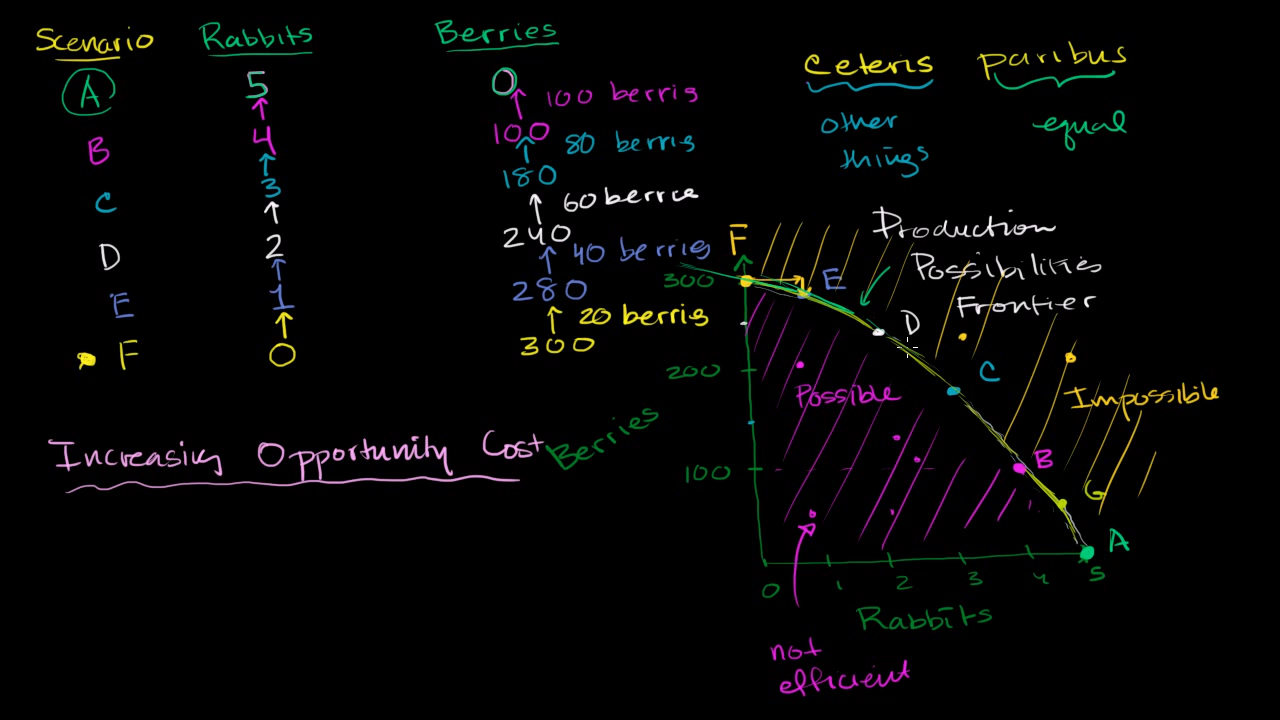 Scenario Rabbits Berries
A 5 0
100 berris
B 4 100
80 berris
C 3 180
60 berries
D 2 240
40 berris
E 1 280
20 berris
F 0 300
Increasing Opportunity Cost
Ceteris paribus
other things
equal
Production
Possibilities
Frontier
F
E
D
C
B
G
A
300
200
100
Berries
Possible
Impossible
0 1 2 3 4 5
Rabbits
not
efficient